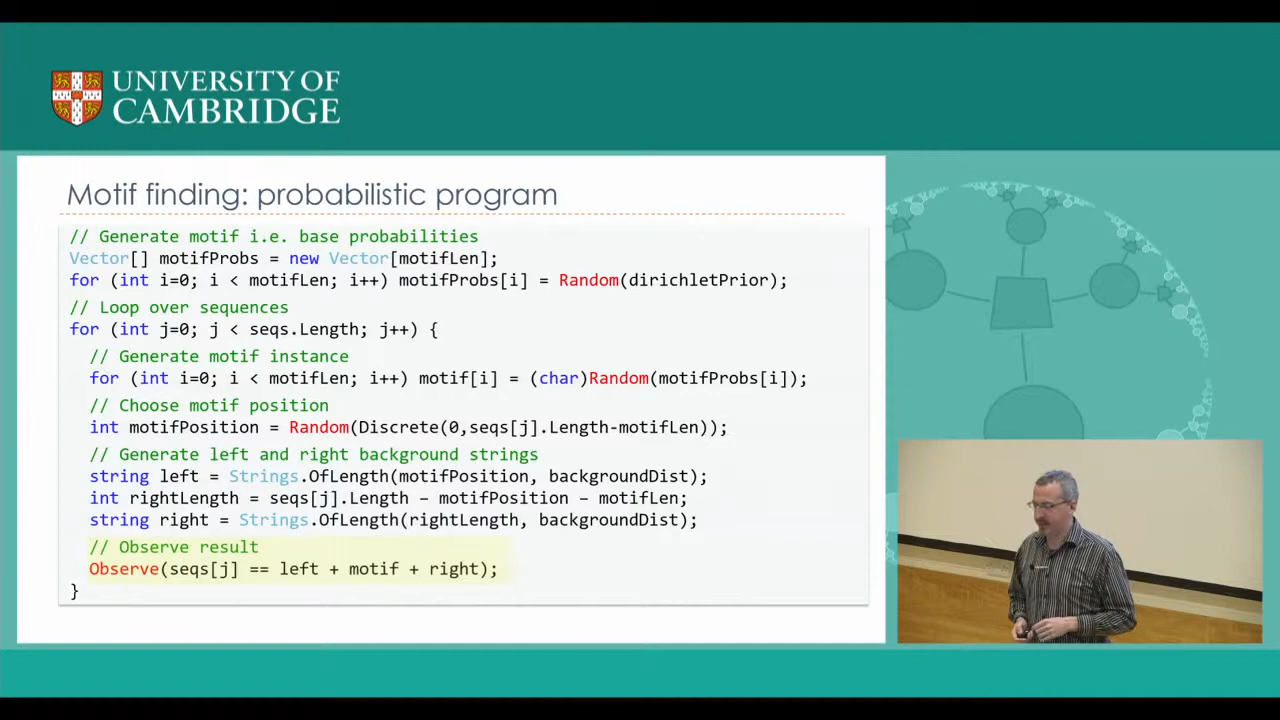 UNIVERSITY OF
CAMBRIDGE
Motif finding: probabilistic program
// Generate motif i.e. base probabilities
Vector[] motifProbs = new Vector[motifLen];
for (int i=0; i < motifLen; i++) motifProbs[i] = Random(dirichletPrior);
// Loop over sequences
for (int j=0; j < seqs.Length; j++) {
// Generate motif instance
for (int i=0; i < motifLen; i++) motif[i] = (char)Random(motifProbs[i]);
// Choose motif position
int motifPosition = Random(Discrete(0,seqs[j].Length-motifLen));
// Generate left and right background strings
string left = Strings.OfLength(motifPosition, backgroundDist);
int rightLength = seqs[j].Length – motifPosition – motifLen;
string right = Strings.OfLength(rightLength, backgroundDist);
// Observe result
Observe(seqs[j] == left + motif + right);
}